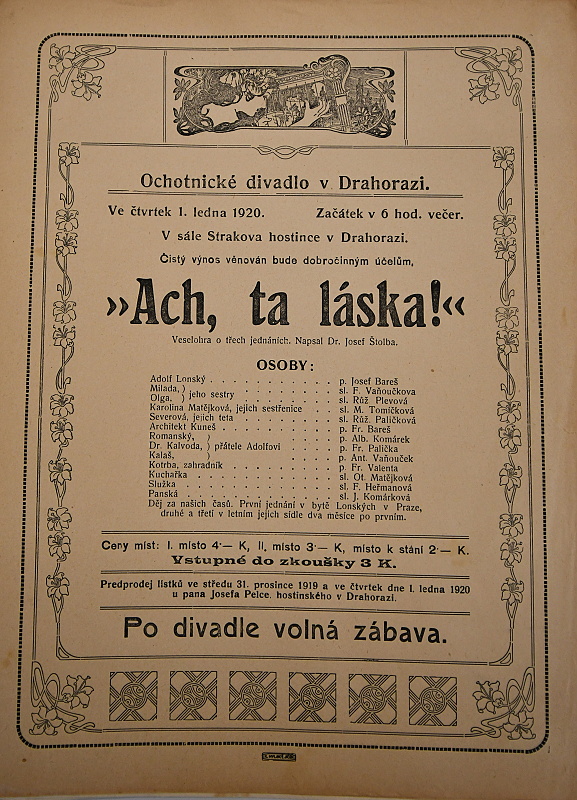 Ochotnické divadlo v Drahorazi.
Ve čtvrtek 1. ledna 1920. Začátek v 6 hod. večer.
V sále Strakova hostince v Drahorazi.
Čistý výnos věnován bude dobročinným účelům,
»Ach, ta láska!«
Veselohra o třech jednáních. Napsal Dr. Josef Štolba.
OSOBY:
Adolf Lonský . . . . . . . . . . . p. Josef Bareš
Milada, ) jeho sestry . . . . . . . . sl. F. Vaňoučkova
Olga. ) . . . . . . . . sl. Růž. Plevová
Karolina Matějková, jejich sestřenice . . sl. M. Tomíčková
Severová, jejich teta . . . . . . . . sl. Růž. Paličková
Architekt Kuneš . . . . . . . . . . p. Fr. Bareš
Romanský, ) . . . . p. Alb. Komárek
Dr. Kalvoda, ) přátele Adolfovi . . . . p. Fr. Palička
Kalaš, ) . . . . p. Ant. Vaňouček
Kotrba, zahradník . . . . . . . . . p. Fr. Valenta
Kuchařka . . . . . . . . . . . . sl. Ot. Matějková
Služka . . . . . . . . . . . . . sl. F. Heřmanová
Panská . . . . . . . . . . . . . sl. J. Komárková
Děj za našich časů. První jednání v bytě Lonských v Praze,
druhé a třetí v letním jejich sídle dva měsíce po prvním.
Ceny míst: I. místo 4·— K, II. místo 3·— K, místo k stání 2·— K.
Vstupné do zkoušky 3 K.
Předprodej lístků ve středu 31. prosince 1919 a ve čtvrtek dne 1. ledna 1920
u pana Josefa Pelce, hostinského v Drahorazi.
Po divadle volná zábava.